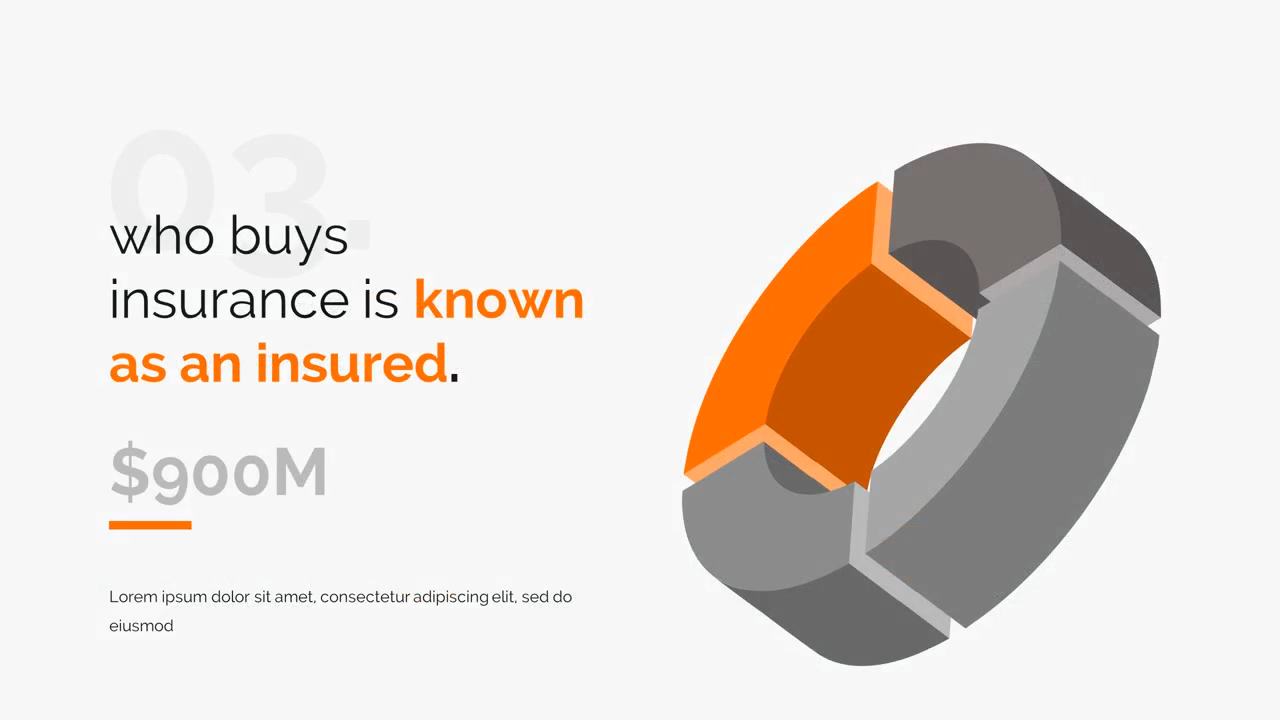 03.
who buys
insurance is known
as an insured.
$900M
Lorem ipsum dolor sit amet, consectetur adipiscing elit, sed do
eiusmod